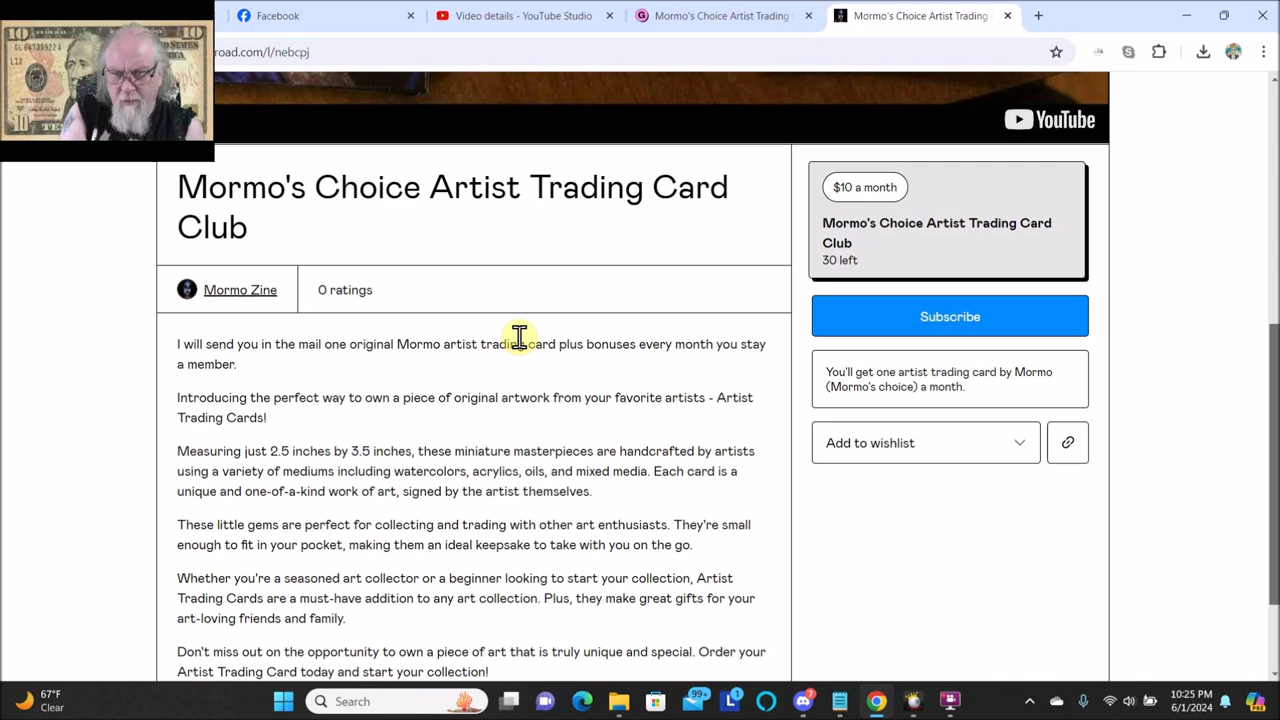 Facebook
Video details - YouTube Studio
Mormo's Choice Artist Trading
Mormo's Choice Artist Trading
road.com/l/nebcpj
YouTube
Mormo's Choice Artist Trading Card
Club
Mormo Zine
0 ratings
I will send you in the mail one original Mormo artist trading card plus bonuses every month you stay
a member.
Introducing the perfect way to own a piece of original artwork from your favorite artists - Artist
Trading Cards!
Measuring just 2.5 inches by 3.5 inches, these miniature masterpieces are handcrafted by artists
using a variety of mediums including watercolors, acrylics, oils, and mixed media. Each card is a
unique and one-of-a-kind work of art, signed by the artist themselves.
These little gems are perfect for collecting and trading with other art enthusiasts. They're small
enough to fit in your pocket, making them an ideal keepsake to take with you on the go.
Whether you're a seasoned art collector or a beginner looking to start your collection, Artist
Trading Cards are a must-have addition to any art collection. Plus, they make great gifts for your
art-loving friends and family.
Don't miss out on the opportunity to own a piece of art that is truly unique and special. Order your
Artist Trading Card today and start your collection!
$10 a month
Mormo's Choice Artist Trading Card
Club
30 left
Subscribe
You'll get one artist trading card by Mormo
(Mormo's choice) a month.
Add to wishlist
67°F
Clear
Search
99+
1
7
10:25 PM
6/1/2024